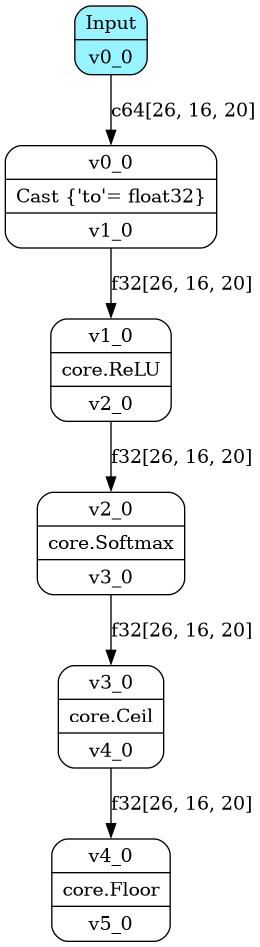 Input
v0_0
c64[26, 16, 20]
v0_0
Cast {'to'= float32}
v1_0
f32[26, 16, 20]
v1_0
core.ReLU
v2_0
f32[26, 16, 20]
v2_0
core.Softmax
v3_0
f32[26, 16, 20]
v3_0
core.Ceil
v4_0
f32[26, 16, 20]
v4_0
core.Floor
v5_0